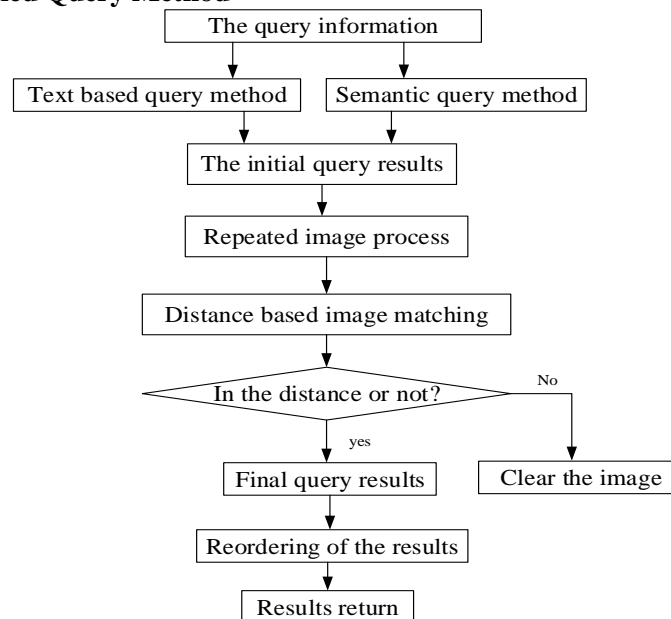 Query Method
The query information
Text based query method
Semantic query method
The initial query results
Repeated image process
Distance based image matching
In the distance or not?
No
yes
Final query results
Clear the image
Reordering of the results
Results return